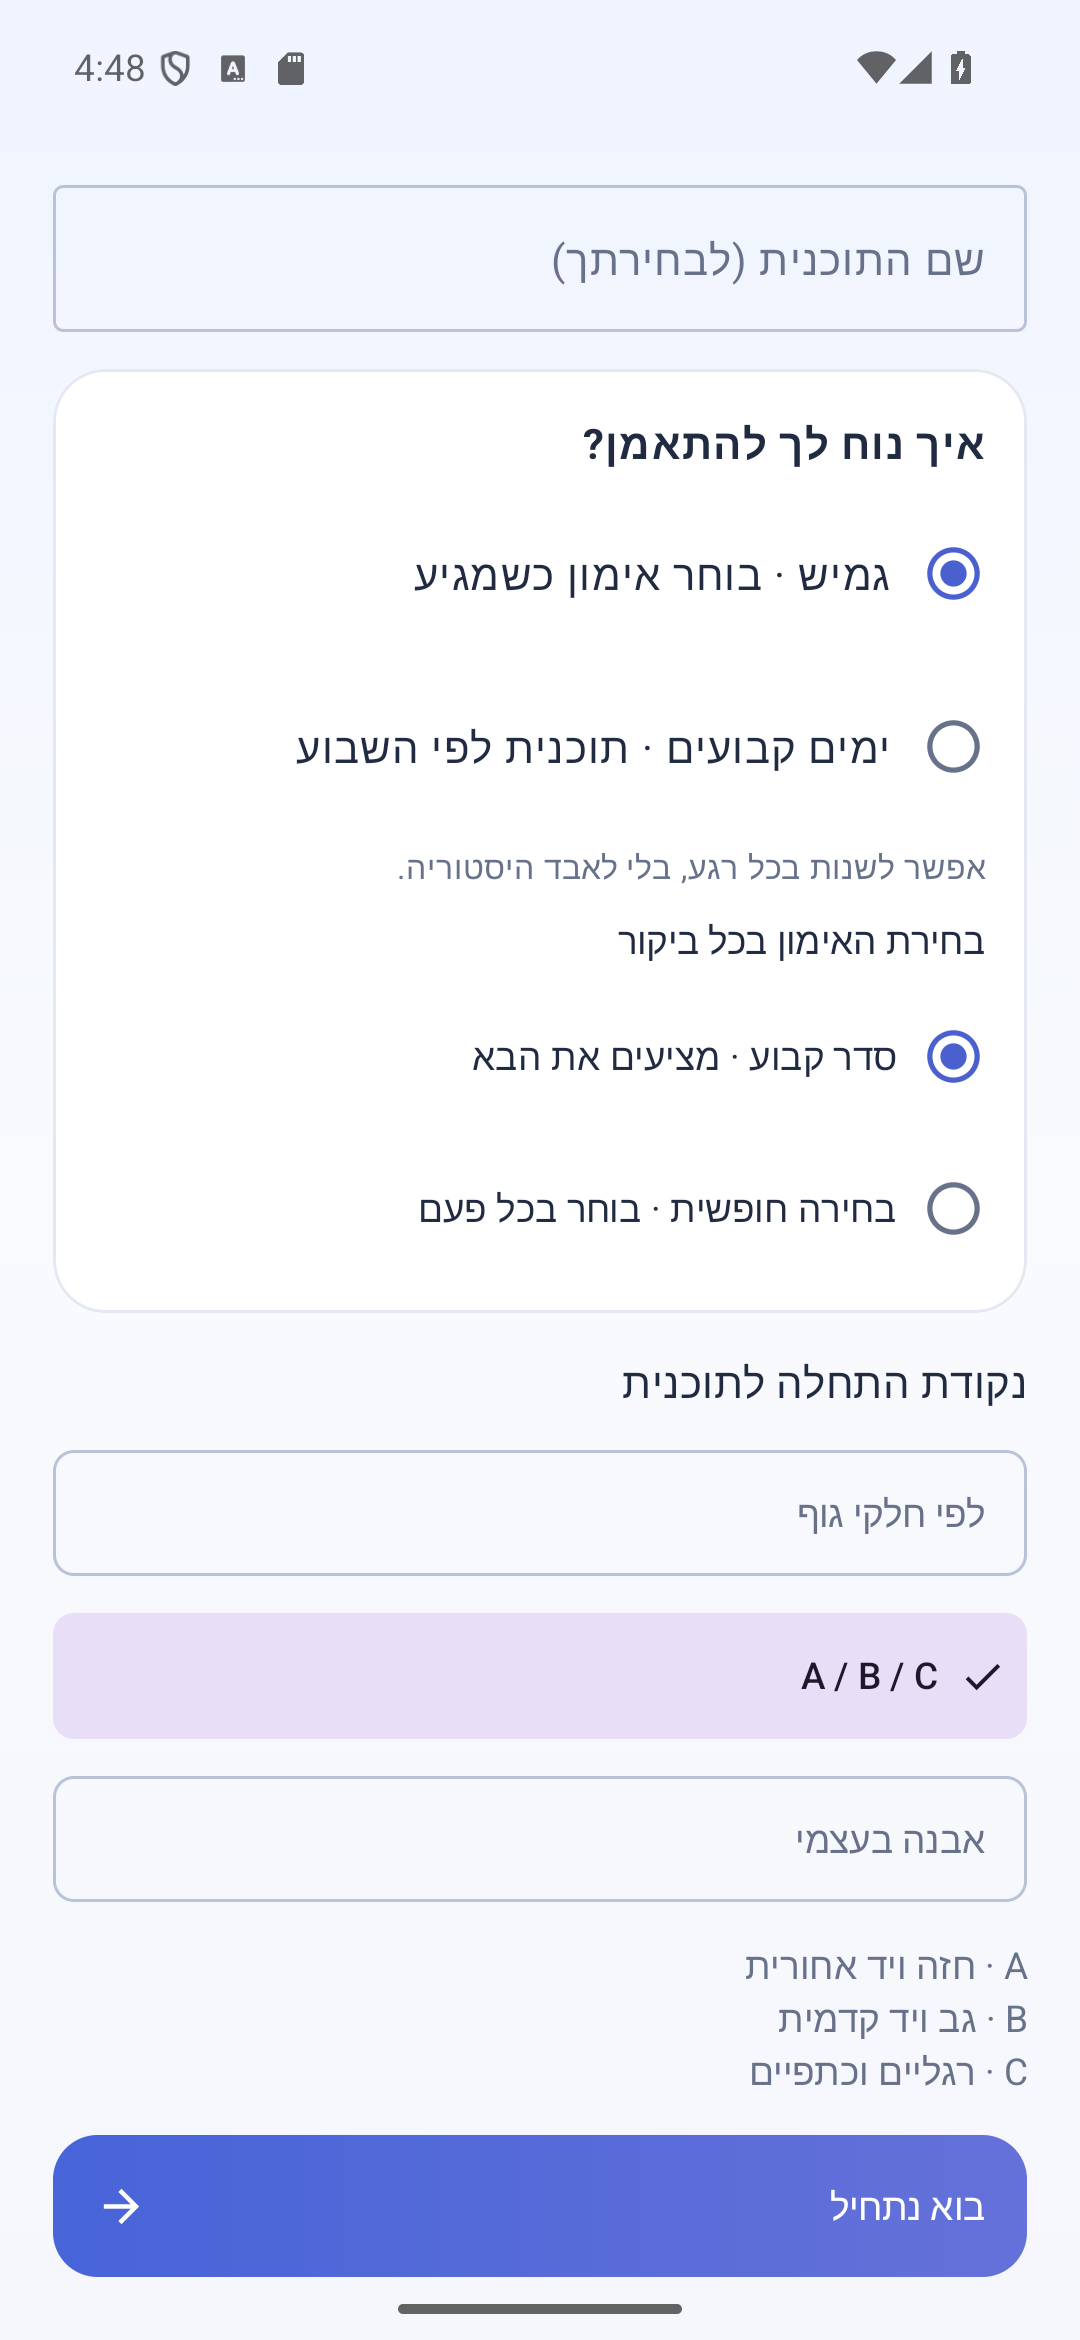 4:48
שם התוכנית (לבחירתך)
איך נוח לך להתאמן?
גמיש · בוחר אימון כשמגיע
ימים קבועים · תוכנית לפי השבוע
אפשר לשנות בכל רגע, בלי לאבד היסטוריה.
בחירת האימון בכל ביקור
סדר קבוע · מציעים את הבא
בחירה חופשית · בוחר בכל פעם
נקודת התחלה לתוכנית
לפי חלקי גוף
A / B / C
אבנה בעצמי
A · חזה ויד אחורית
B · גב ויד קדמית
C · רגליים וכתפיים
בוא נתחיל